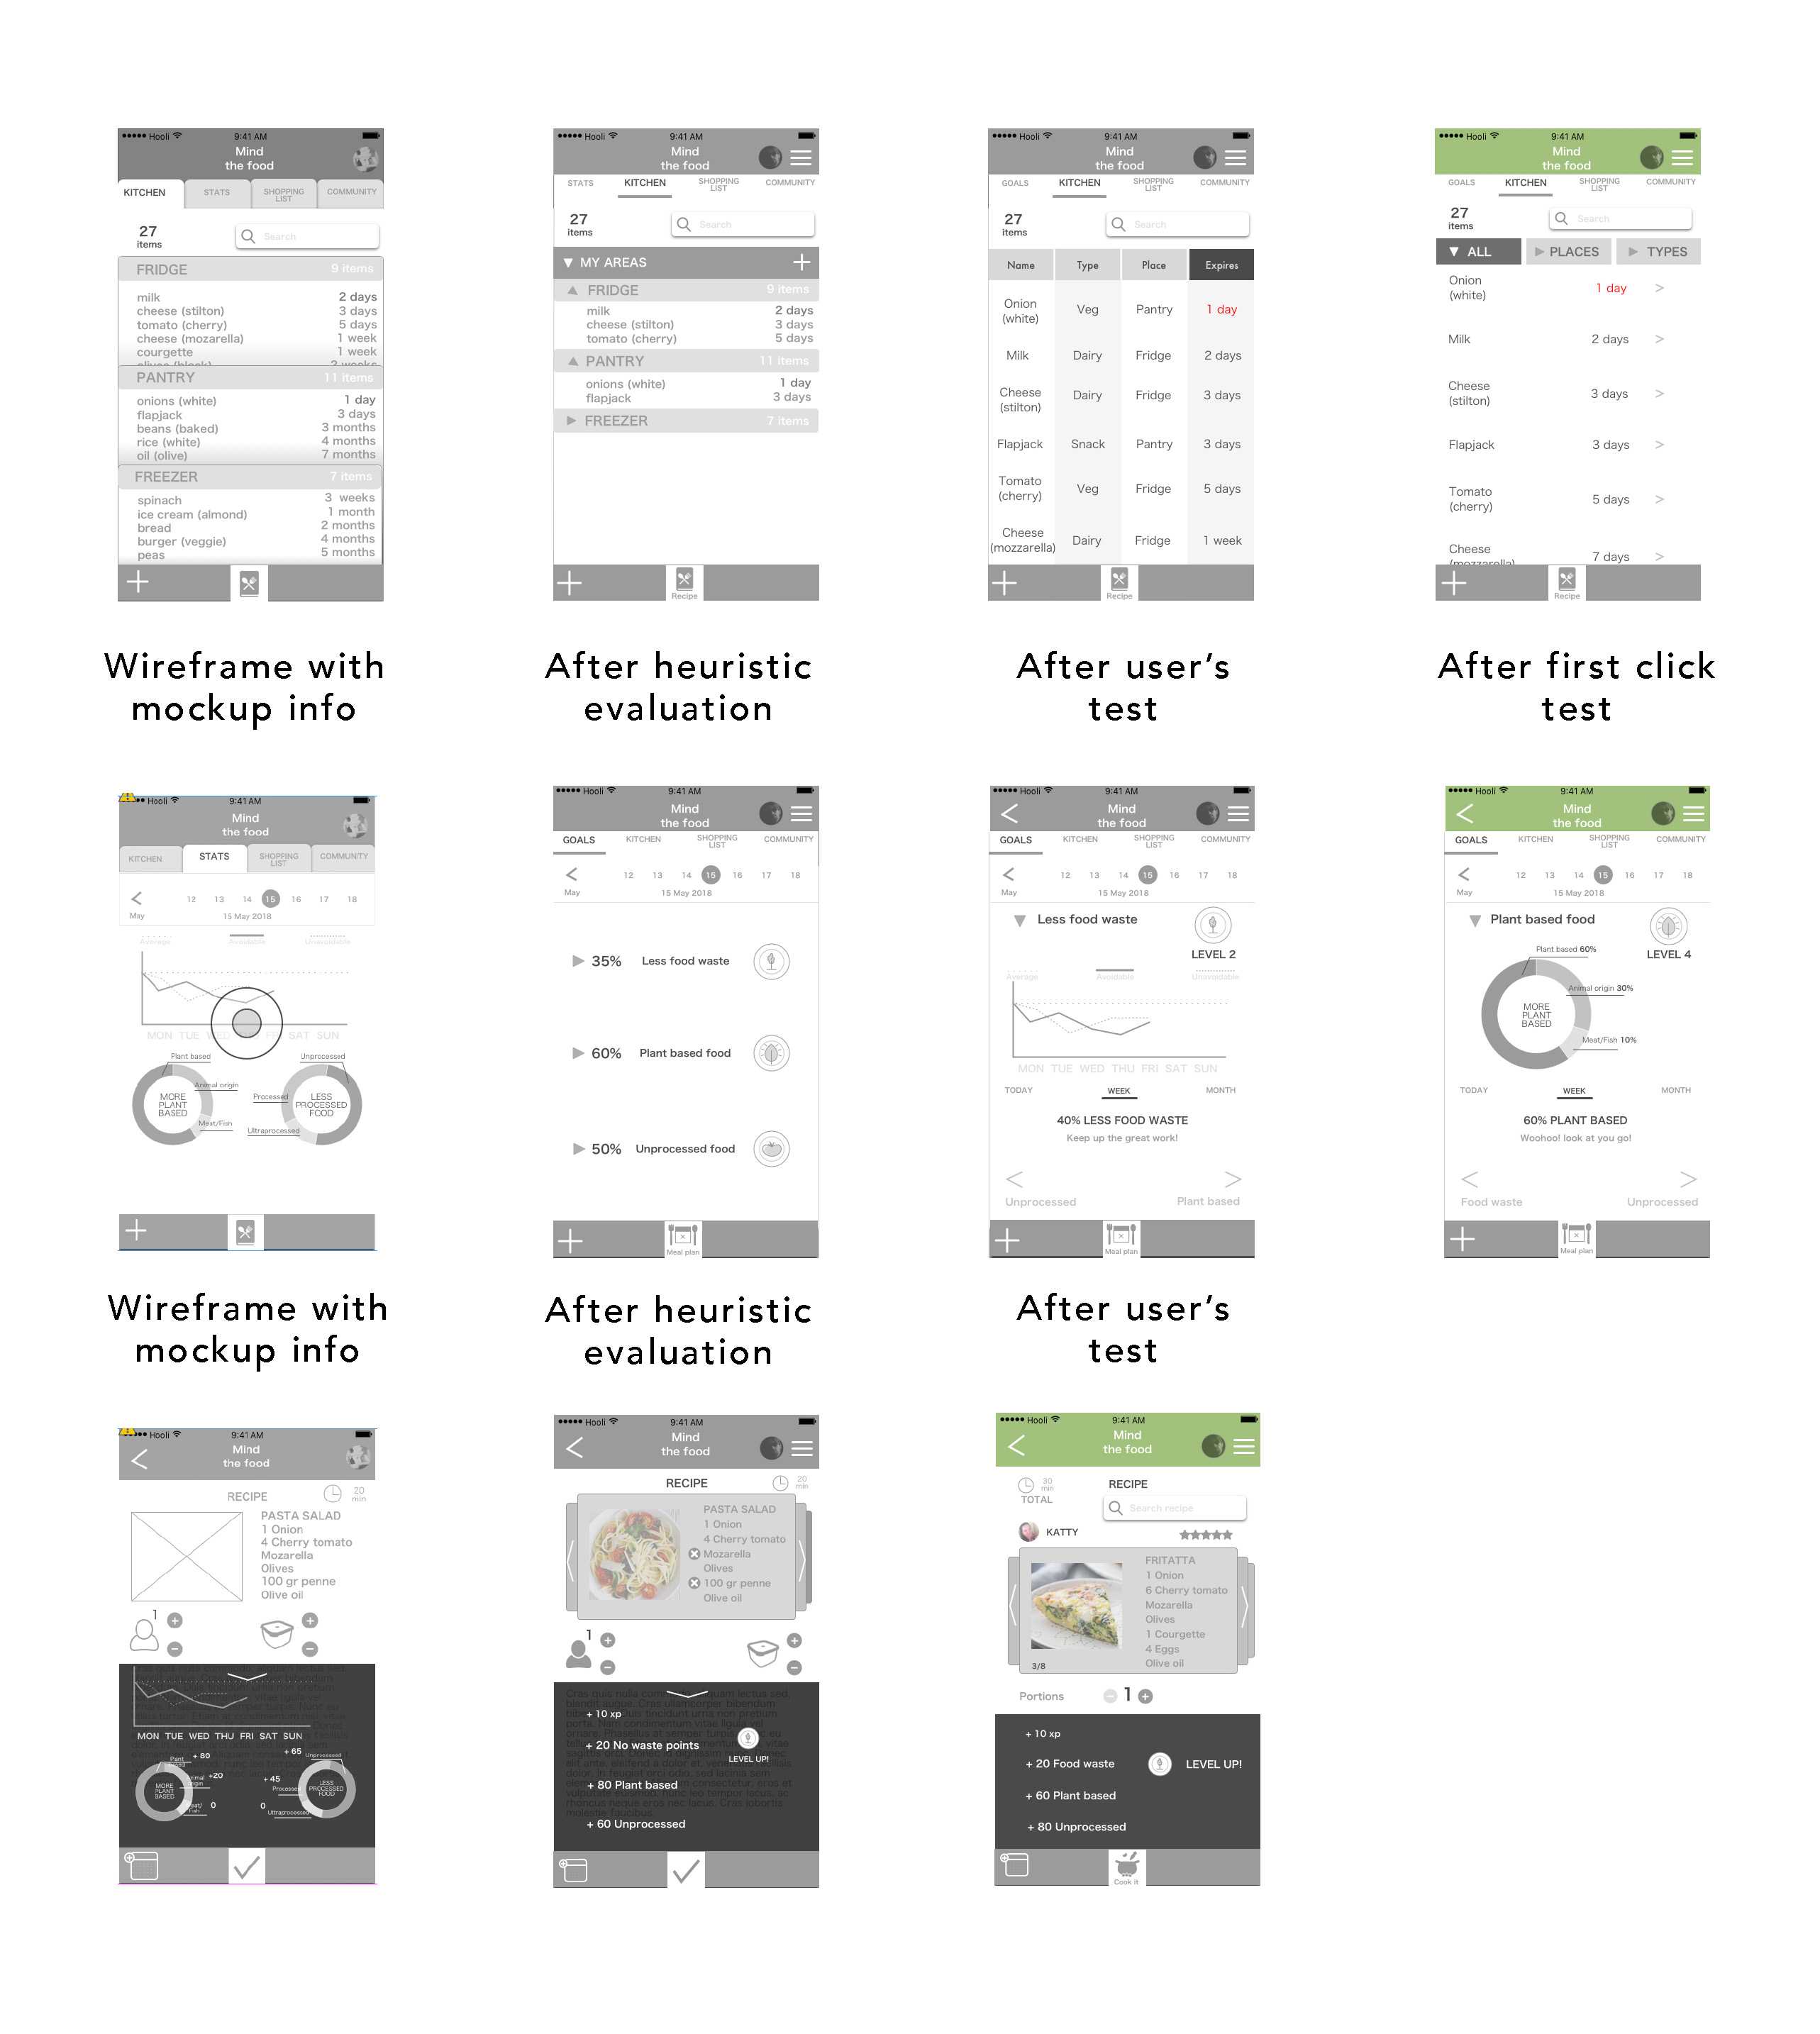 Hooli 9:41 AM
Mind
the food
KITCHEN STATS SHOPPING LIST COMMUNITY
27
items
Search
FRIDGE 9 items
milk 2 days
cheese (stilton) 3 days
tomato (cherry) 5 days
cheese (mozarella) 1 week
courgette 1 week
olives (black) 2 weeks
PANTRY 11 items
onions (white) 1 day
flapjack 3 days
beans (baked) 3 months
rice (white) 4 months
oil (olive) 7 months
FREEZER 7 items
spinach 3 weeks
ice cream (almond) 1 month
bread 2 months
burger (veggie) 4 months
peas 5 months
Hooli 9:41 AM
Mind
the food
STATS KITCHEN SHOPPING LIST COMMUNITY
27
items
Search
MY AREAS
FRIDGE 9 items
milk 2 days
cheese (stilton) 3 days
tomato (cherry) 5 days
PANTRY 11 items
onions (white) 1 day
flapjack 3 days
FREEZER 7 items
Recipe
Hooli 9:41 AM
Mind
the food
GOALS KITCHEN SHOPPING LIST COMMUNITY
27
items
Search
Name Type Place Expires
Onion (white) Veg Pantry 1 day
Milk Dairy Fridge 2 days
Cheese (stilton) Dairy Fridge 3 days
Flapjack Snack Pantry 3 days
Tomato (cherry) Veg Fridge 5 days
Cheese (mozzarella) Dairy Fridge 1 week
Recipe
Hooli 9:41 AM
Mind
the food
GOALS KITCHEN SHOPPING LIST COMMUNITY
27
items
Search
ALL PLACES TYPES
Onion (white) 1 day
Milk 2 days
Cheese (stilton) 3 days
Flapjack 3 days
Tomato (cherry) 5 days
Cheese (mozzarella) 7 days
Recipe
Wireframe with
mockup info
After heuristic
evaluation
After user's
test
After first click
test
Hooli 9:41 AM
Mind
the food
KITCHEN STATS SHOPPING LIST COMMUNITY
12 13 14 15 16 17 18
May 15 May 2018
Average Avoidable Unavoidable
MON TUE WED FRI SAT SUN
Plant based Unprocessed
Animal origin Processed
MORE PLANT BASED
LESS PROCESSED FOOD
Meat/Fish Ultraprocessed
Hooli 9:41 AM
Mind
the food
GOALS KITCHEN SHOPPING LIST COMMUNITY
12 13 14 15 16 17 18
May 15 May 2018
35% Less food waste
60% Plant based food
50% Unprocessed food
Meal plan
Hooli 9:41 AM
Mind
the food
GOALS KITCHEN SHOPPING LIST COMMUNITY
12 13 14 15 16 17 18
May 15 May 2018
Less food waste
LEVEL 2
Average Avoidable Unavoidable
MON TUE WED THU FRI SAT SUN
TODAY WEEK MONTH
40% LESS FOOD WASTE
Keep up the great work!
Unprocessed Plant based
Meal plan
Hooli 9:41 AM
Mind
the food
GOALS KITCHEN SHOPPING LIST COMMUNITY
12 13 14 15 16 17 18
May 15 May 2018
Plant based food
LEVEL 4
Plant based 60%
Animal origin 30%
MORE PLANT BASED
Meat/Fish 10%
TODAY WEEK MONTH
60% PLANT BASED
Woohoo! look at you go!
Food waste Unprocessed
Meal plan
Wireframe with
mockup info
After heuristic
evaluation
After user's
test
Hooli 9:41 AM
Mind
the food
RECIPE 20 min
PASTA SALAD
1 Onion
4 Cherry tomato
Mozarella
Olives
100 gr penne
Olive oil
1
MON TUE WED THU FRI SAT SUN
+ 80 + 65
Unprocessed
Animal origin +20
+ 45 Processed
MORE PLANT BASED
LESS PROCESSED FOOD
Meat/Fish 0
0 Ultraprocessed
Hooli 9:41 AM
Mind
the food
RECIPE 20 min
PASTA SALAD
1 Onion
4 Cherry tomato
Mozarella
Olives
100 gr penne
Olive oil
1
+ 10 xp
+ 20 No waste points
LEVEL UP!
+ 80 Plant based
+ 60 Unprocessed
Hooli 9:41 AM
Mind
the food
30 min
TOTAL
RECIPE
Search recipe
KATTY
FRITATTA
1 Onion
6 Cherry tomato
Mozarella
Olives
1 Courgette
4 Eggs
Olive oil
3/8
Portions 1
+ 10 xp
+ 20 Food waste LEVEL UP!
+ 60 Plant based
+ 80 Unprocessed
Cook it